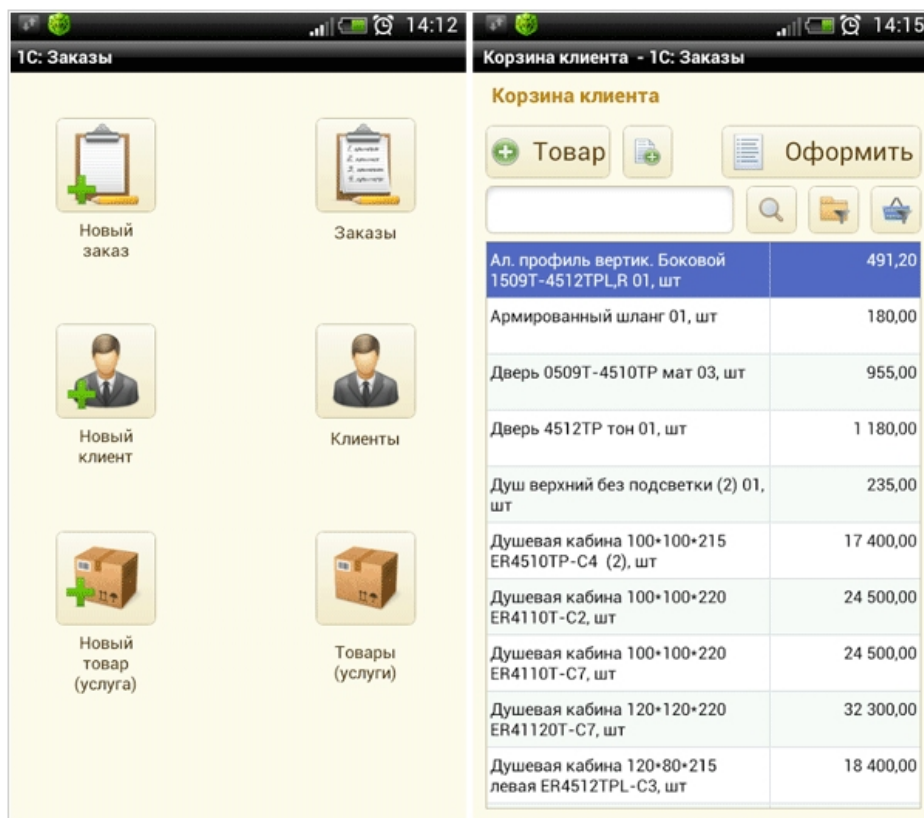 14:12
1С: Заказы
Новый
заказ
Заказы
Новый
клиент
Клиенты
Новый
товар
(услуга)
Товары
(услуги)
14:15
Корзина клиента - 1С: Заказы
Корзина клиента
Товар
Оформить
Ал. профиль вертик. Боковой 491,20
1509Т-4512TPL,R 01, шт
Армированный шланг 01, шт 180,00
Дверь 0509Т-4510ТР мат 03, шт 955,00
Дверь 4512ТР тон 01, шт 1 180,00
Душ верхний без подсветки (2) 01, 235,00
шт
Душевая кабина 100*100*215 17 400,00
ER4510TP-C4 (2), шт
Душевая кабина 100*100*220 24 500,00
ER4110T-C2, шт
Душевая кабина 100*100*220 24 500,00
ER4110T-C7, шт
Душевая кабина 120*120*220 32 300,00
ER41120T-C7, шт
Душевая кабина 120*80*215 18 400,00
левая ER4512TPL-C3, шт